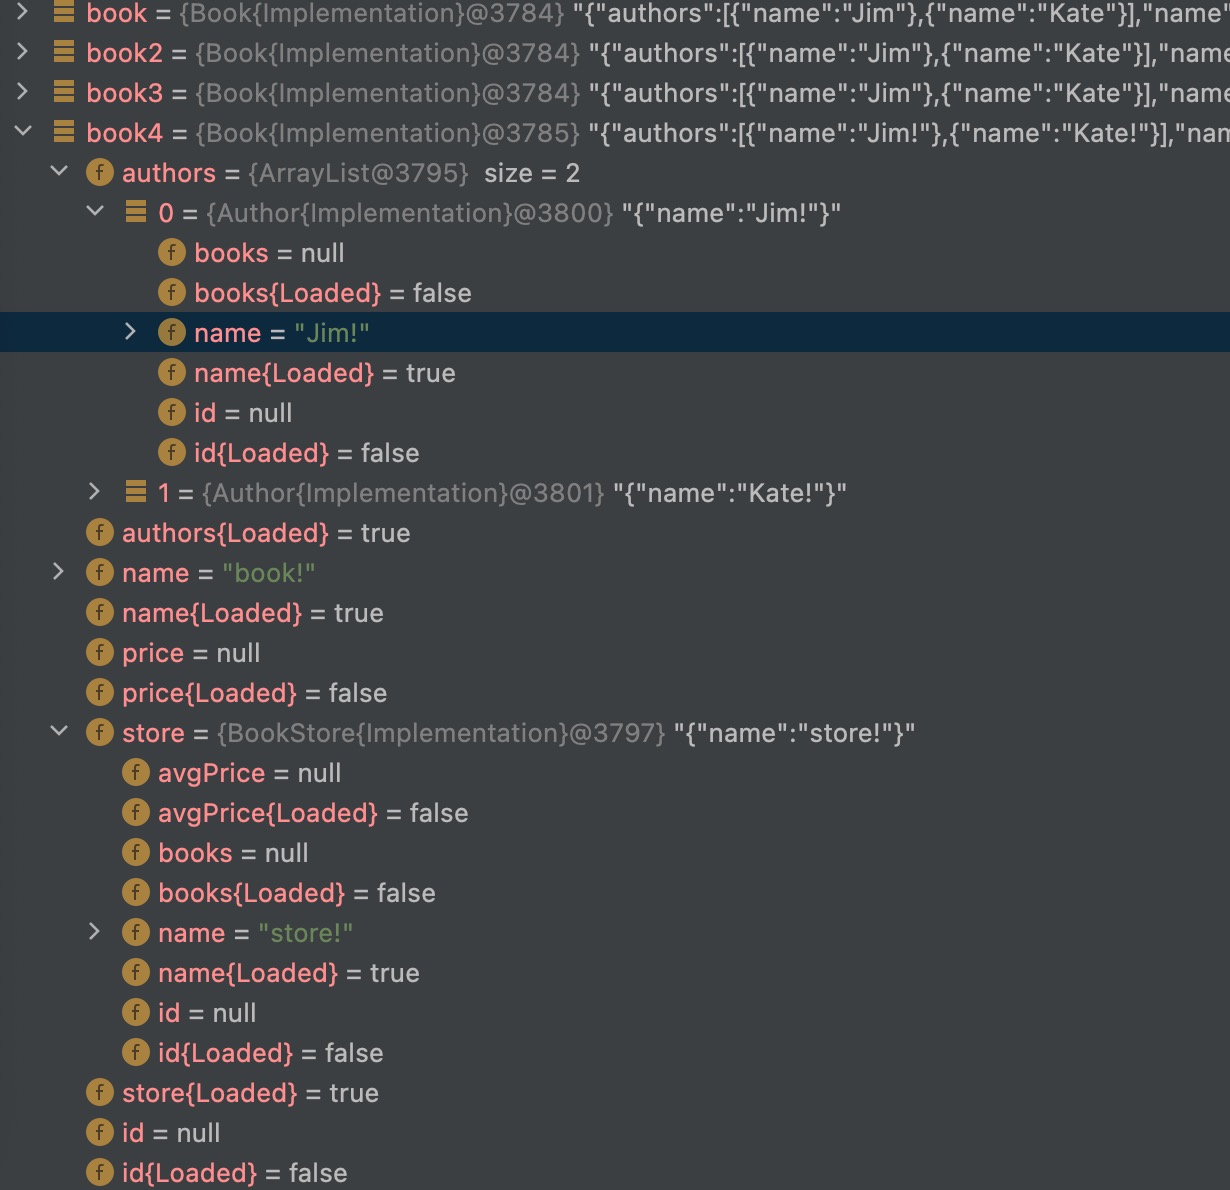 book = {Book{Implementation}@3784} "{"authors":[{"name":"Jim"},{"name":"Kate"}],"name"
book2 = {Book{Implementation}@3784} "{"authors":[{"name":"Jim"},{"name":"Kate"}],"name
book3 = {Book{Implementation}@3784} "{"authors":[{"name":"Jim"},{"name":"Kate"}],"name
book4 = {Book{Implementation}@3785} "{"authors":[{"name":"Jim!"},{"name":"Kate!"}],"nam
f authors = {ArrayList@3795} size = 2
0 = {Author{Implementation}@3800} "{"name":"Jim!"}"
f books = null
f books{Loaded} = false
f name = "Jim!"
f name{Loaded} = true
f id = null
f id{Loaded} = false
1 = {Author{Implementation}@3801} "{"name":"Kate!"}"
f authors{Loaded} = true
f name = "book!"
f name{Loaded} = true
f price = null
f price{Loaded} = false
f store = {BookStore{Implementation}@3797} "{"name":"store!"}"
f avgPrice = null
f avgPrice{Loaded} = false
f books = null
f books{Loaded} = false
f name = "store!"
f name{Loaded} = true
f id = null
f id{Loaded} = false
f store{Loaded} = true
f id = null
f id{Loaded} = false